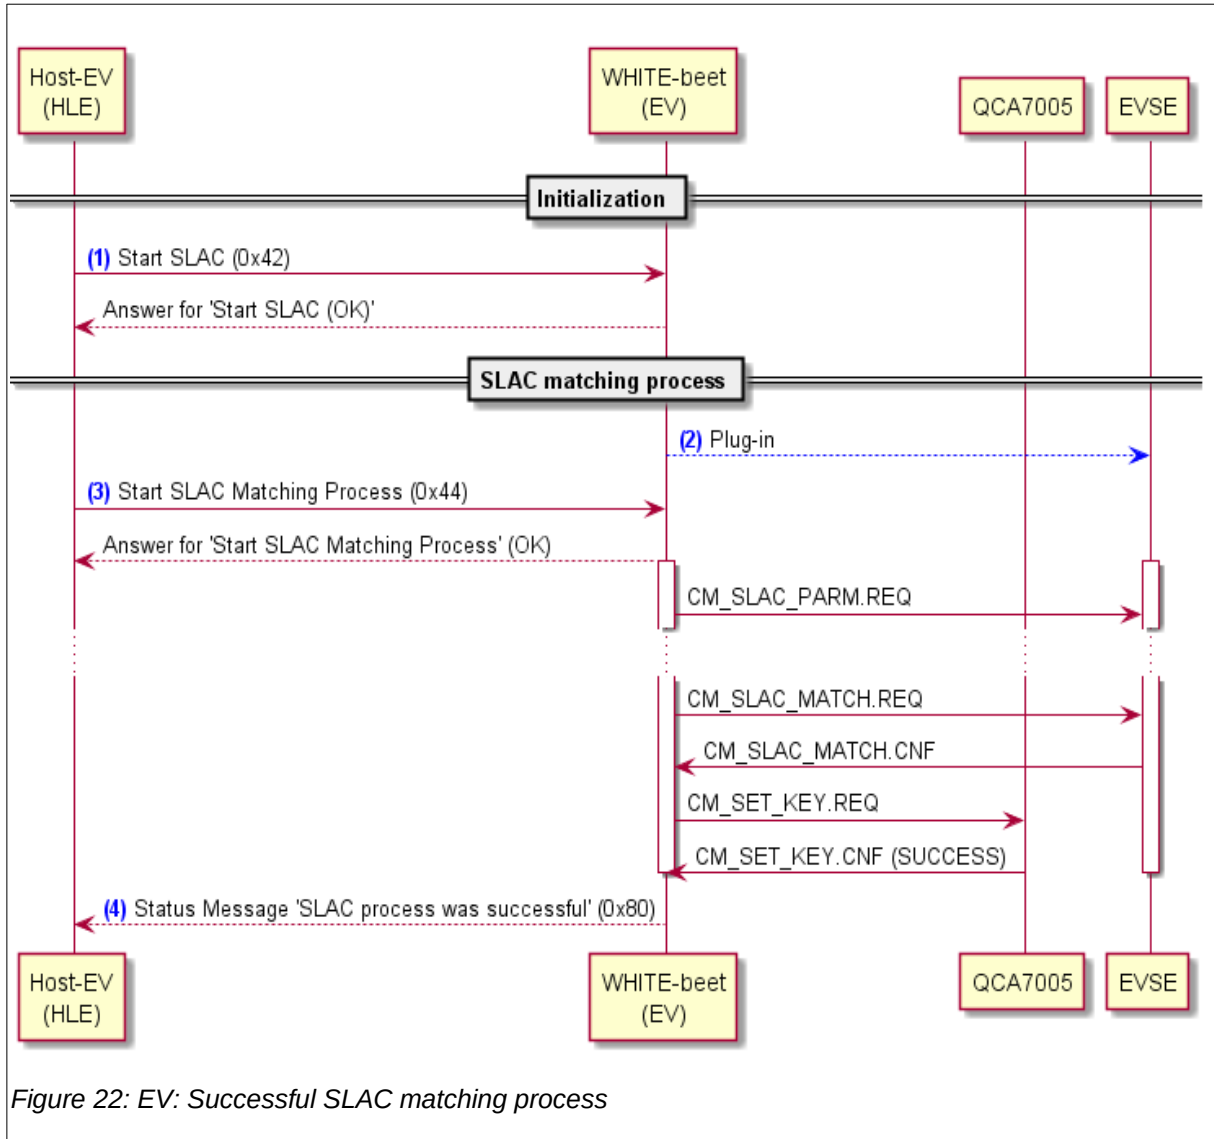 Host-EV
(HLE)
WHITE-beet
(EV)
QCA7005
EVSE
Initialization
(1) Start SLAC (0x42)
Answer for 'Start SLAC (OK)'
SLAC matching process
(2) Plug-in
(3) Start SLAC Matching Process (0x44)
Answer for 'Start SLAC Matching Process' (OK)
CM_SLAC_PARM.REQ
CM_SLAC_MATCH.REQ
CM_SLAC_MATCH.CNF
CM_SET_KEY.REQ
CM_SET_KEY.CNF (SUCCESS)
(4) Status Message 'SLAC process was successful' (0x80)
Host-EV
(HLE)
WHITE-beet
(EV)
QCA7005
EVSE
Figure 22: EV: Successful SLAC matching process